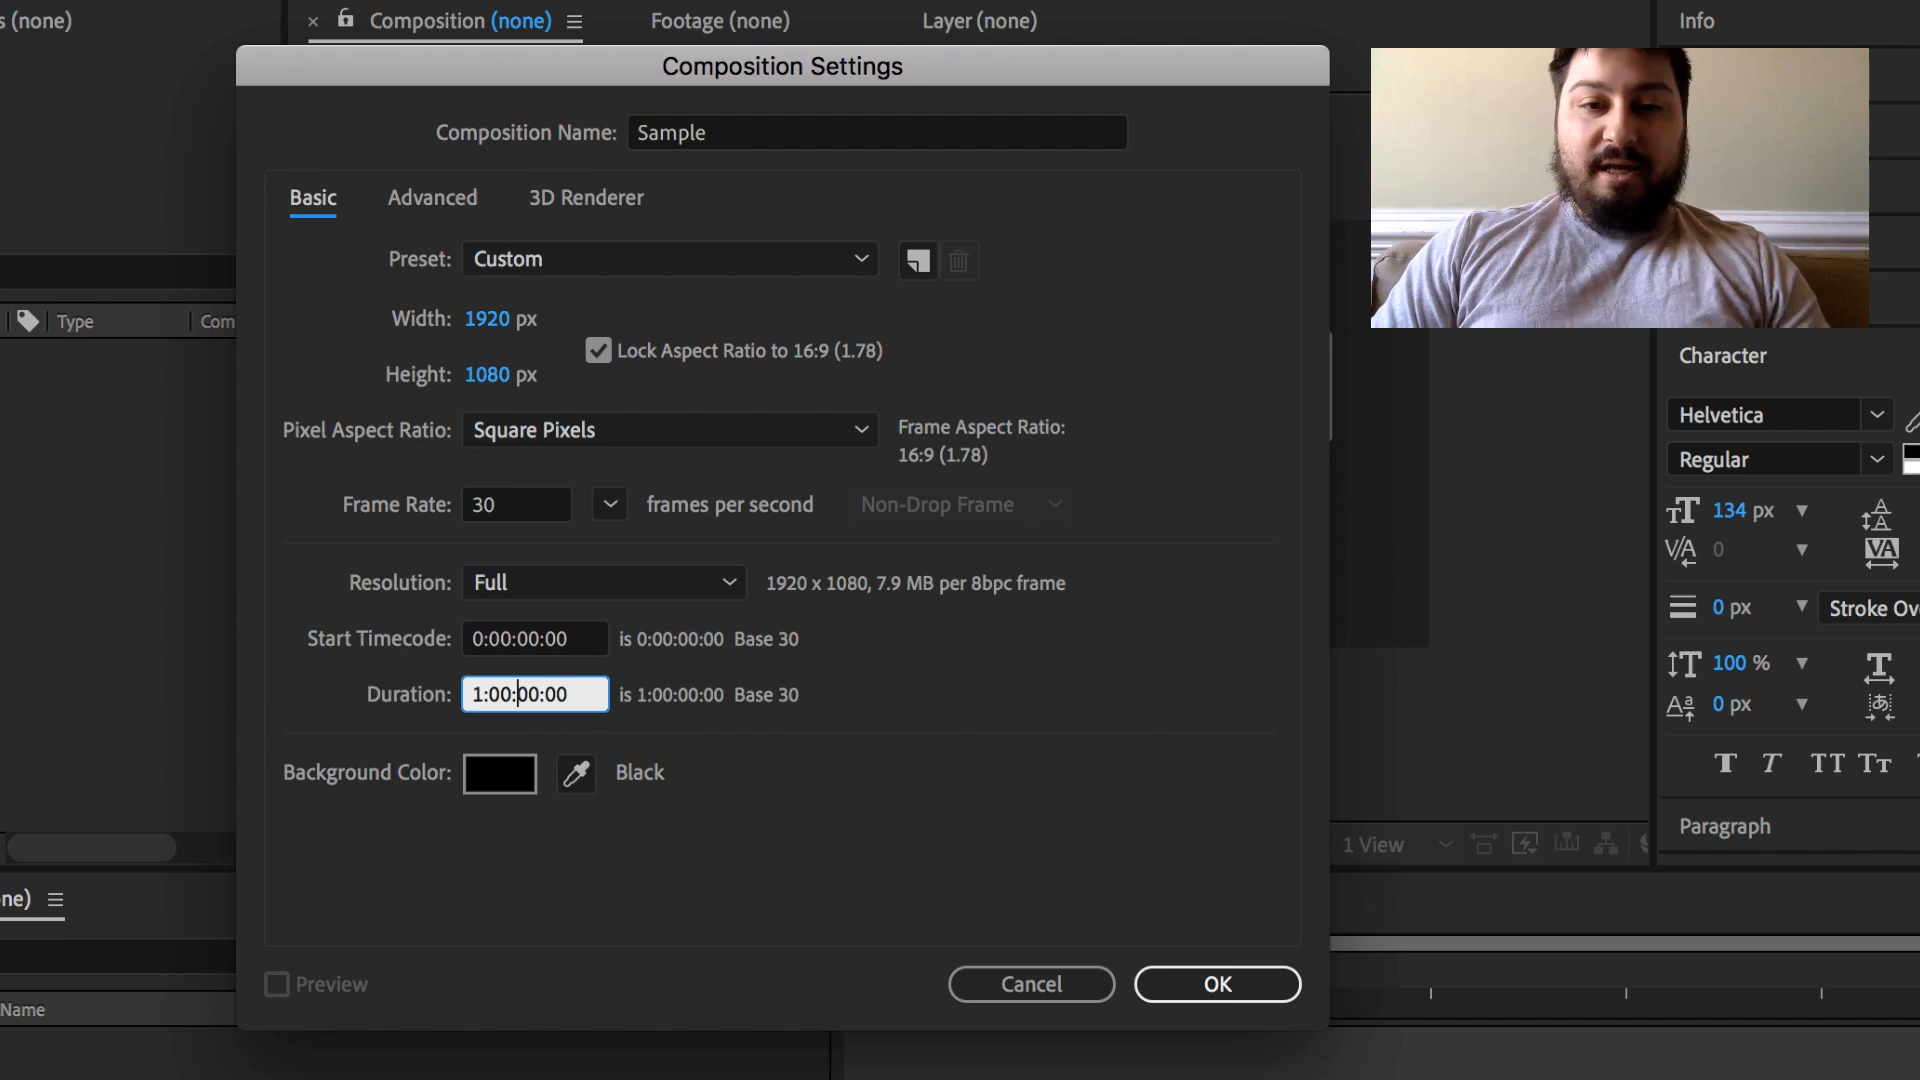 s (none)
× Composition (none)
Footage (none)
Layer (none)
Info
Composition Settings
Composition Name: Sample
Basic
Advanced
3D Renderer
Preset: Custom
Width: 1920 px
Lock Aspect Ratio to 16:9 (1.78)
Height: 1080 px
Pixel Aspect Ratio: Square Pixels
Frame Aspect Ratio:
16:9 (1.78)
Frame Rate: 30
frames per second
Non-Drop Frame
Resolution: Full
1920 x 1080, 7.9 MB per 8bpc frame
Start Timecode: 0:00:00:00
is 0:00:00:00 Base 30
Duration: 1:00:00:00
is 1:00:00:00 Base 30
Background Color:
Black
Preview
Cancel
OK
Type
Com
ne)
Name
1 View
Character
Helvetica
Regular
134 px
0
0 px
Stroke Ov
100 %
0 px
T T TT Tt
Paragraph